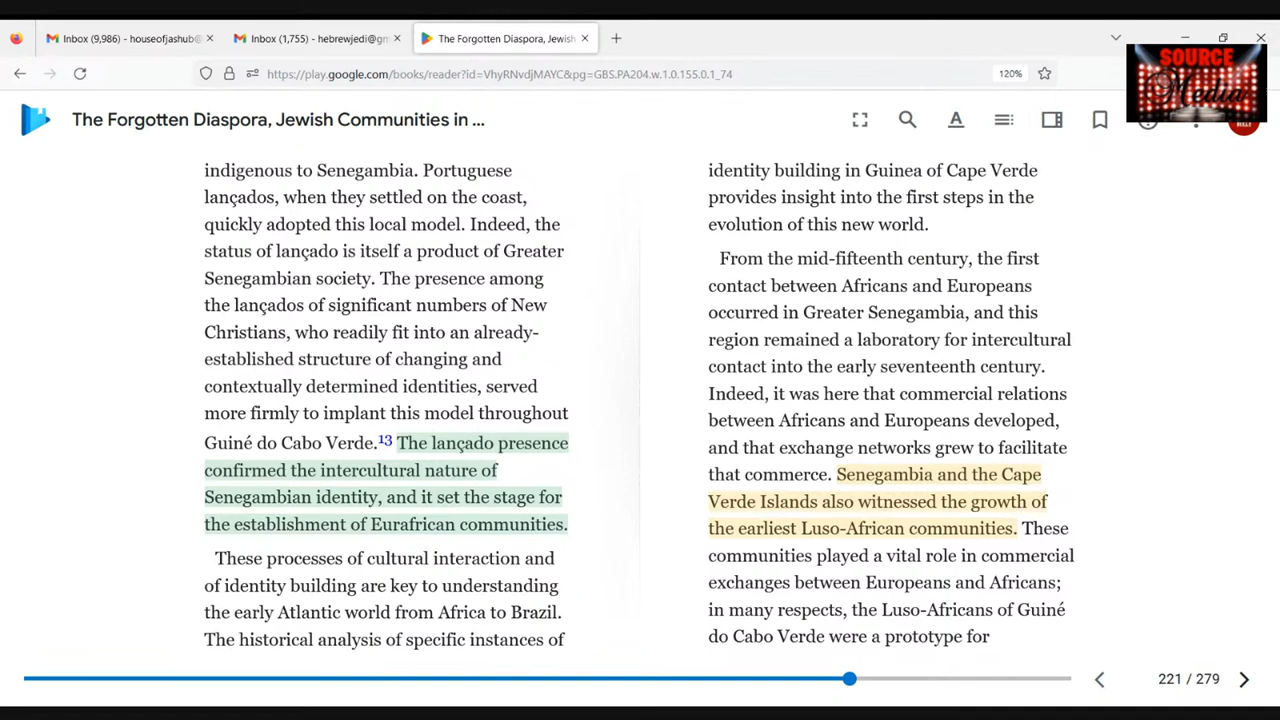 Inbox (9,986) - houseofjashub@
Inbox (1,755) - hebrewjedi@gm
The Forgotten Diaspora, Jewish
https://play.google.com/books/reader?id=VhyRNvdjMAYC&pg=GBS.PA204.w.1.0.155.0.1_74
120%
SOURCE
Media
The Forgotten Diaspora, Jewish Communities in ...
indigenous to Senegambia. Portuguese
lançados, when they settled on the coast,
quickly adopted this local model. Indeed, the
status of lançado is itself a product of Greater
Senegambian society. The presence among
the lançados of significant numbers of New
Christians, who readily fit into an already-
established structure of changing and
contextually determined identities, served
more firmly to implant this model throughout
Guiné do Cabo Verde.13 The lançado presence
confirmed the intercultural nature of
Senegambian identity, and it set the stage for
the establishment of Eurafrican communities.
These processes of cultural interaction and
of identity building are key to understanding
the early Atlantic world from Africa to Brazil.
The historical analysis of specific instances of
identity building in Guinea of Cape Verde
provides insight into the first steps in the
evolution of this new world.
From the mid-fifteenth century, the first
contact between Africans and Europeans
occurred in Greater Senegambia, and this
region remained a laboratory for intercultural
contact into the early seventeenth century.
Indeed, it was here that commercial relations
between Africans and Europeans developed,
and that exchange networks grew to facilitate
that commerce. Senegambia and the Cape
Verde Islands also witnessed the growth of
the earliest Luso-African communities. These
communities played a vital role in commercial
exchanges between Europeans and Africans;
in many respects, the Luso-Africans of Guiné
do Cabo Verde were a prototype for
221 / 279